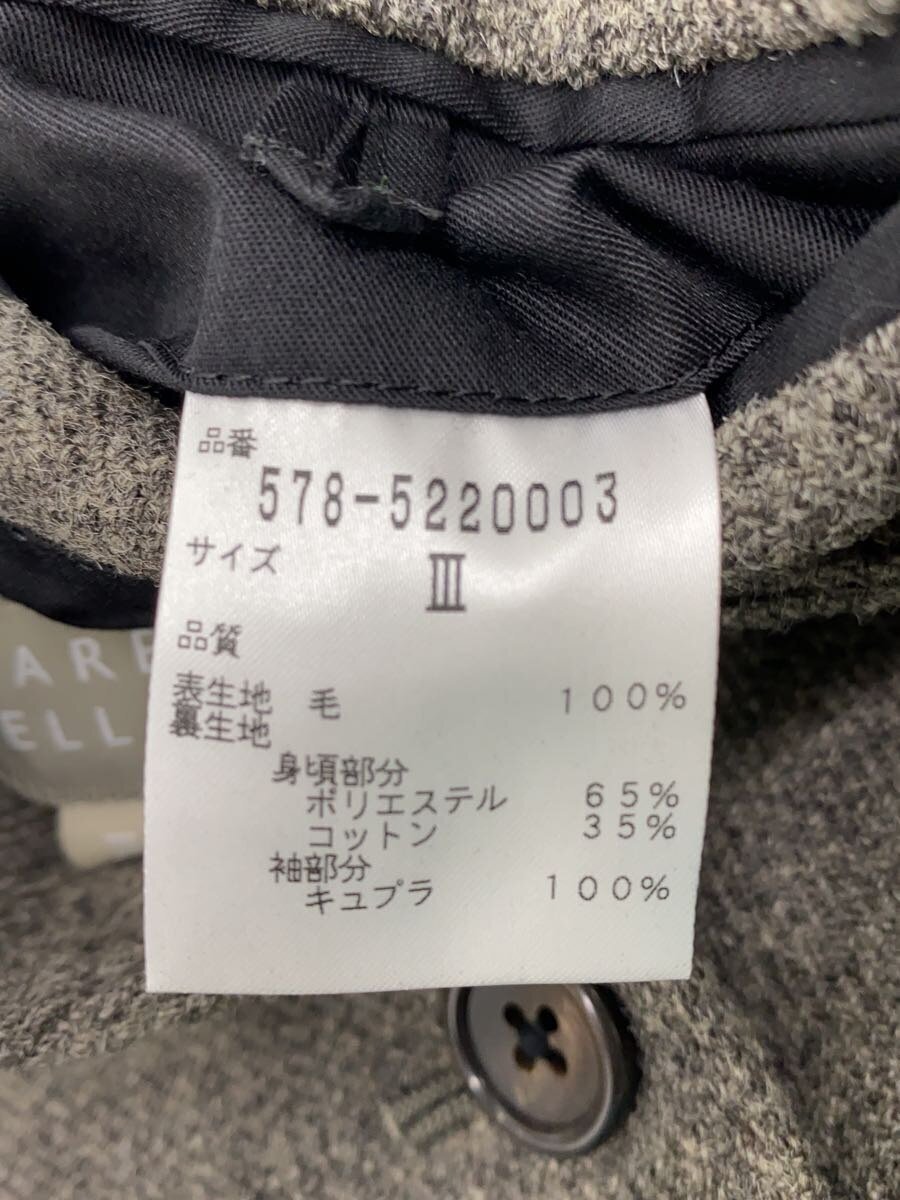 品番
578-5220003
サイズ
Ⅲ
品質
表生地 毛 100%
裏生地
身頃部分
ポリエステル 65%
コットン 35%
袖部分
キュプラ 100%